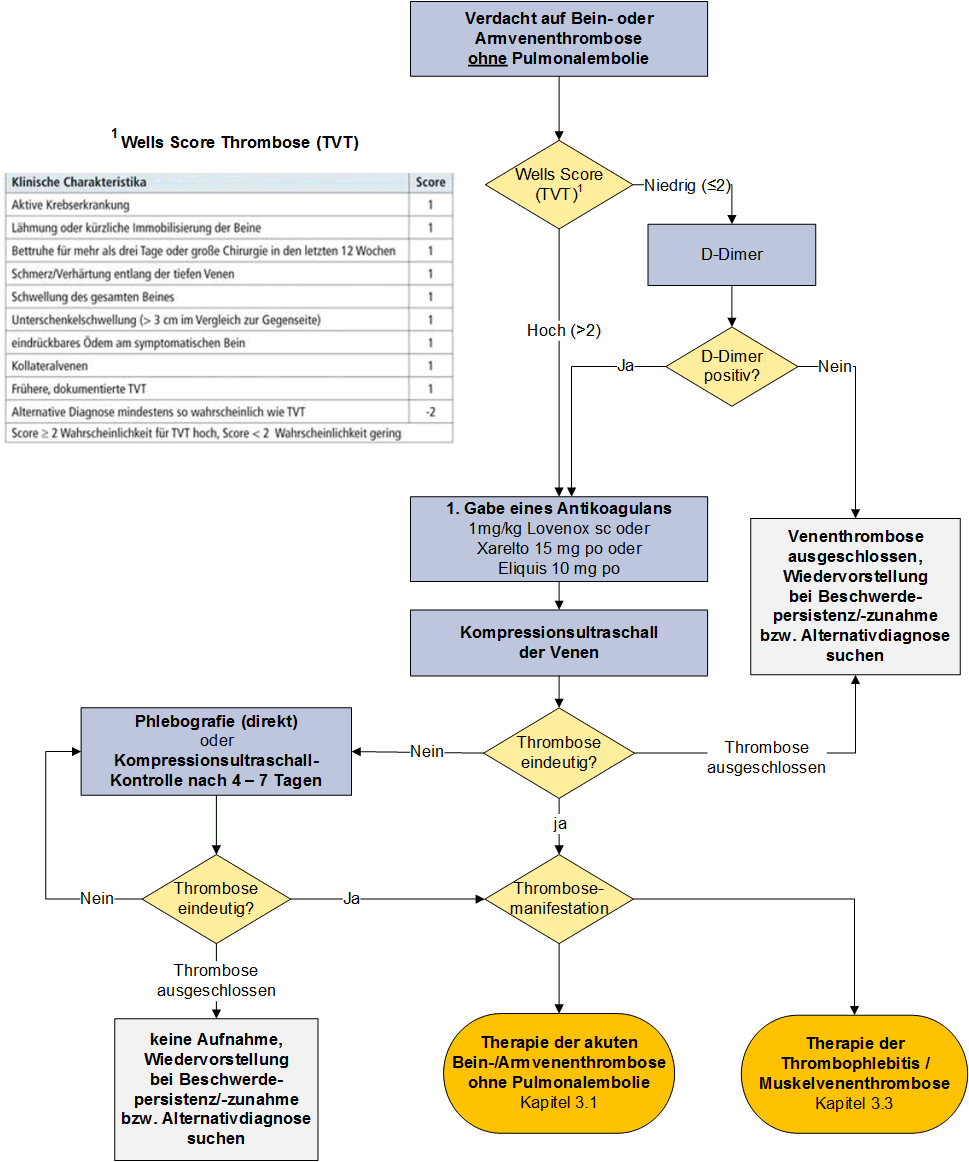 Verdacht auf Bein- oder
Armvenenthrombose
ohne Pulmonalembolie
1 Wells Score Thrombose (TVT)
Klinische Charakteristika Score
Aktive Krebserkrankung 1
Lähmung oder kürzliche Immobilisierung der Beine 1
Bettruhe für mehr als drei Tage oder große Chirurgie in den letzten 12 Wochen 1
Schmerz/Verhärtung entlang der tiefen Venen 1
Schwellung des gesamten Beines 1
Unterschenkelschwellung (> 3 cm im Vergleich zur Gegenseite) 1
eindrückbares Ödem am symptomatischen Bein 1
Kollateralvenen 1
Frühere, dokumentierte TVT 1
Alternative Diagnose mindestens so wahrscheinlich wie TVT -2
Score ≥ 2 Wahrscheinlichkeit für TVT hoch, Score < 2 Wahrscheinlichkeit gering
Wells Score
(TVT)1
Niedrig (≤2)
D-Dimer
Hoch (>2)
D-Dimer
positiv?
Ja
Nein
1. Gabe eines Antikoagulans
1mg/kg Lovenox sc oder
Xarelto 15 mg po oder
Eliquis 10 mg po
Venenthrombose
ausgeschlossen,
Wiedervorstellung
bei Beschwerde-
persistenz/-zunahme
bzw. Alternativdiagnose
suchen
Kompressionsultraschall
der Venen
Thrombose
eindeutig?
Nein
Thrombose
ausgeschlossen
Phlebografie (direkt)
oder
Kompressionsultraschall-
Kontrolle nach 4 – 7 Tagen
ja
Thrombose
eindeutig?
Nein
Ja
Thrombose-
manifestation
Thrombose
ausgeschlossen
keine Aufnahme,
Wiedervorstellung
bei Beschwerde-
persistenz/-zunahme
bzw. Alternativdiagnose
suchen
Therapie der akuten
Bein-/Armvenenthrombose
ohne Pulmonalembolie
Kapitel 3.1
Therapie der
Thrombophlebitis /
Muskelvenenthrombose
Kapitel 3.3